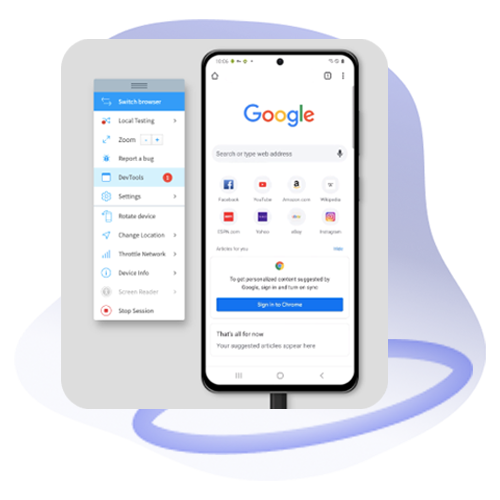 Switch browser
Local Testing
Zoom - +
Report a bug
DevTools 1
Settings
Rotate device
Change Location
Throttle Network
Device Info
Screen Reader
Stop Session
10:06
1
Google
Search or type web address
Facebook YouTube Amazon.com Wikipedia
ESPN.com Yahoo eBay Instagram
Articles for you Hide
To get personalized content suggested by
Google, sign in and turn on sync
Sign in to Chrome
That's all for now
Your suggested articles appear here